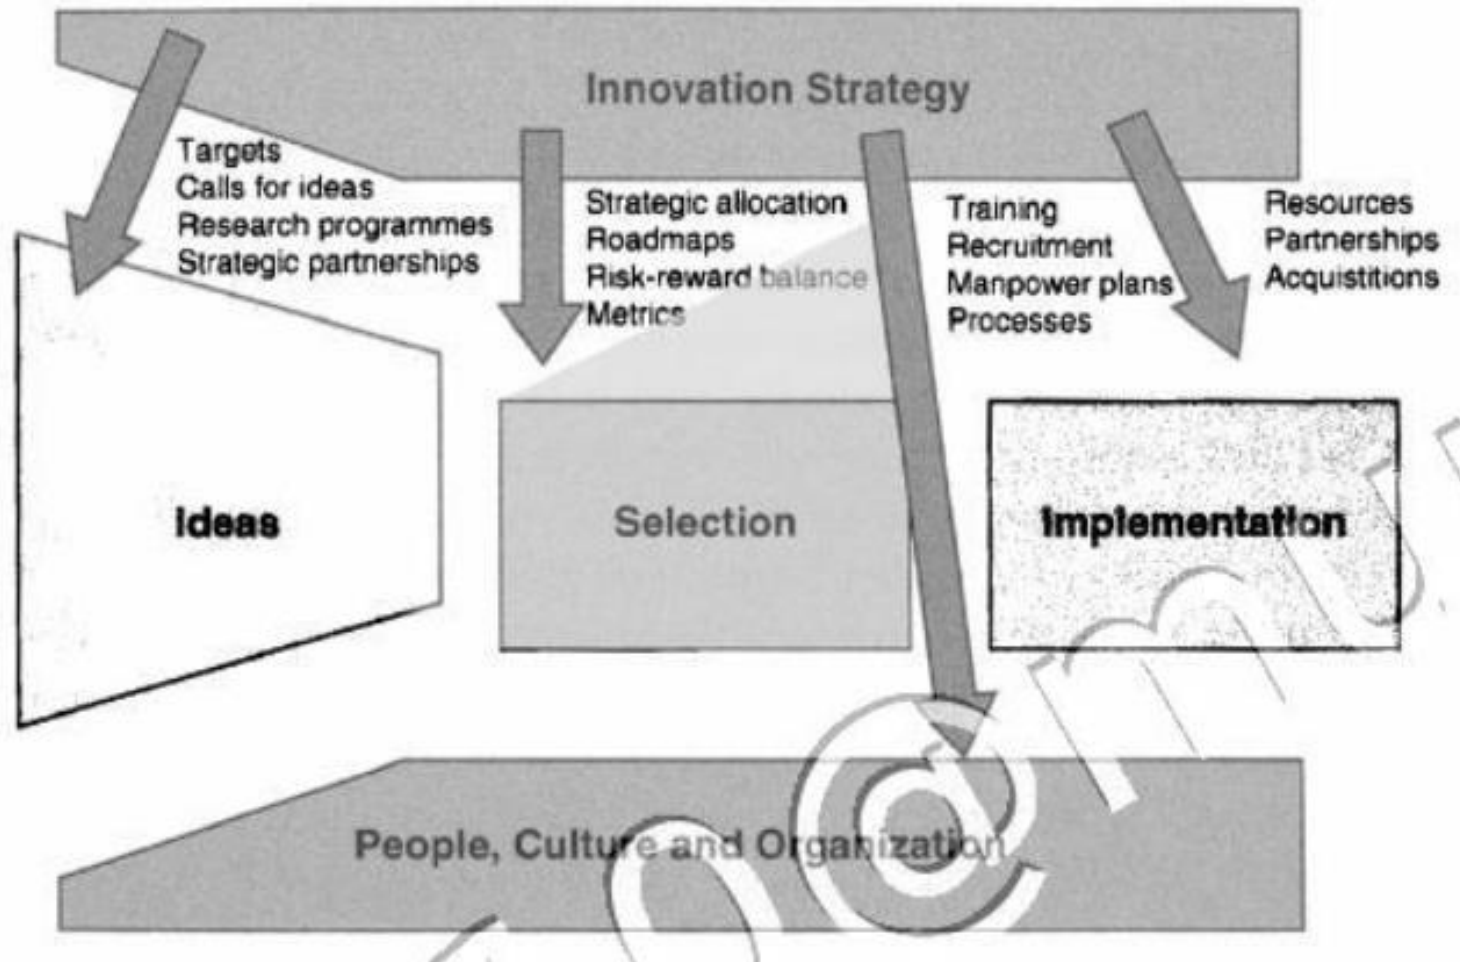 Innovation Strategy
Targets
Calls for ideas
Research programmes
Strategic partnerships
Strategic allocation
Roadmaps
Risk-reward balance
Metrics
Training
Recruitment
Manpower plans
Processes
Resources
Partnerships
Acquistitions
Ideas
Selection
Implementation
People, Culture and Organization